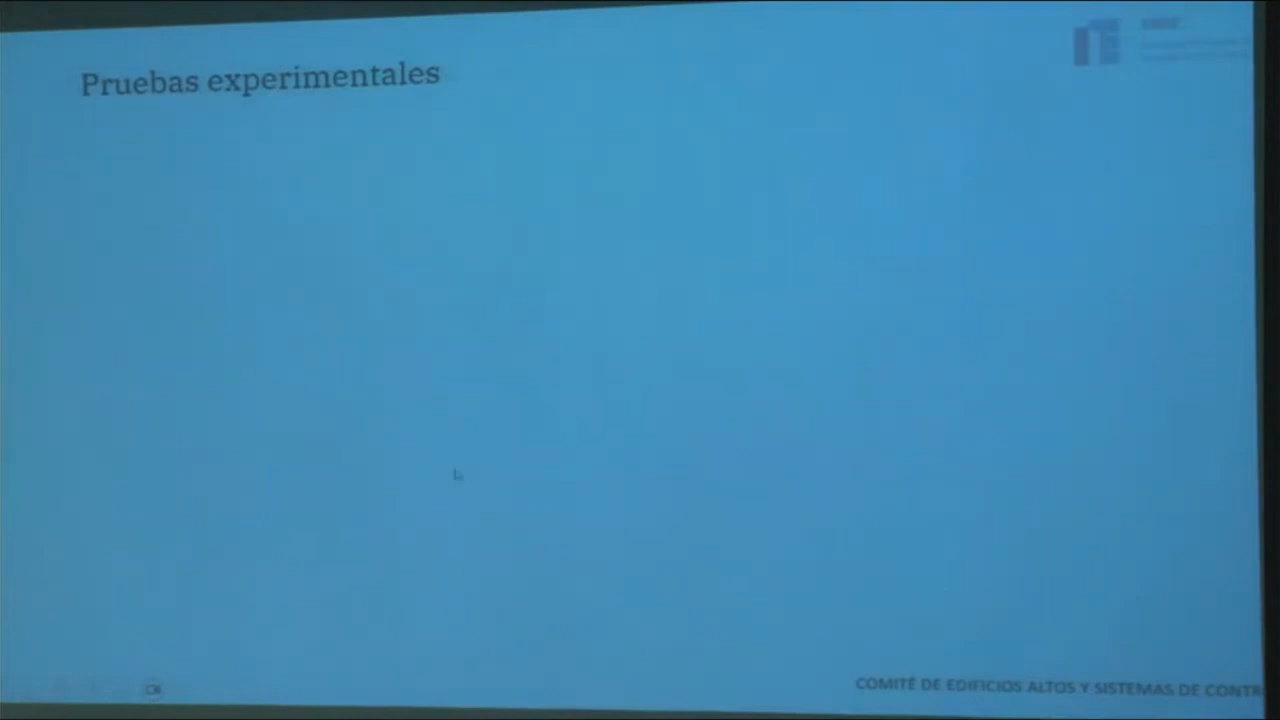 Pruebas experimentales
COMITÉ DE EDIFICIOS ALTOS Y SISTEMAS DE CONTR